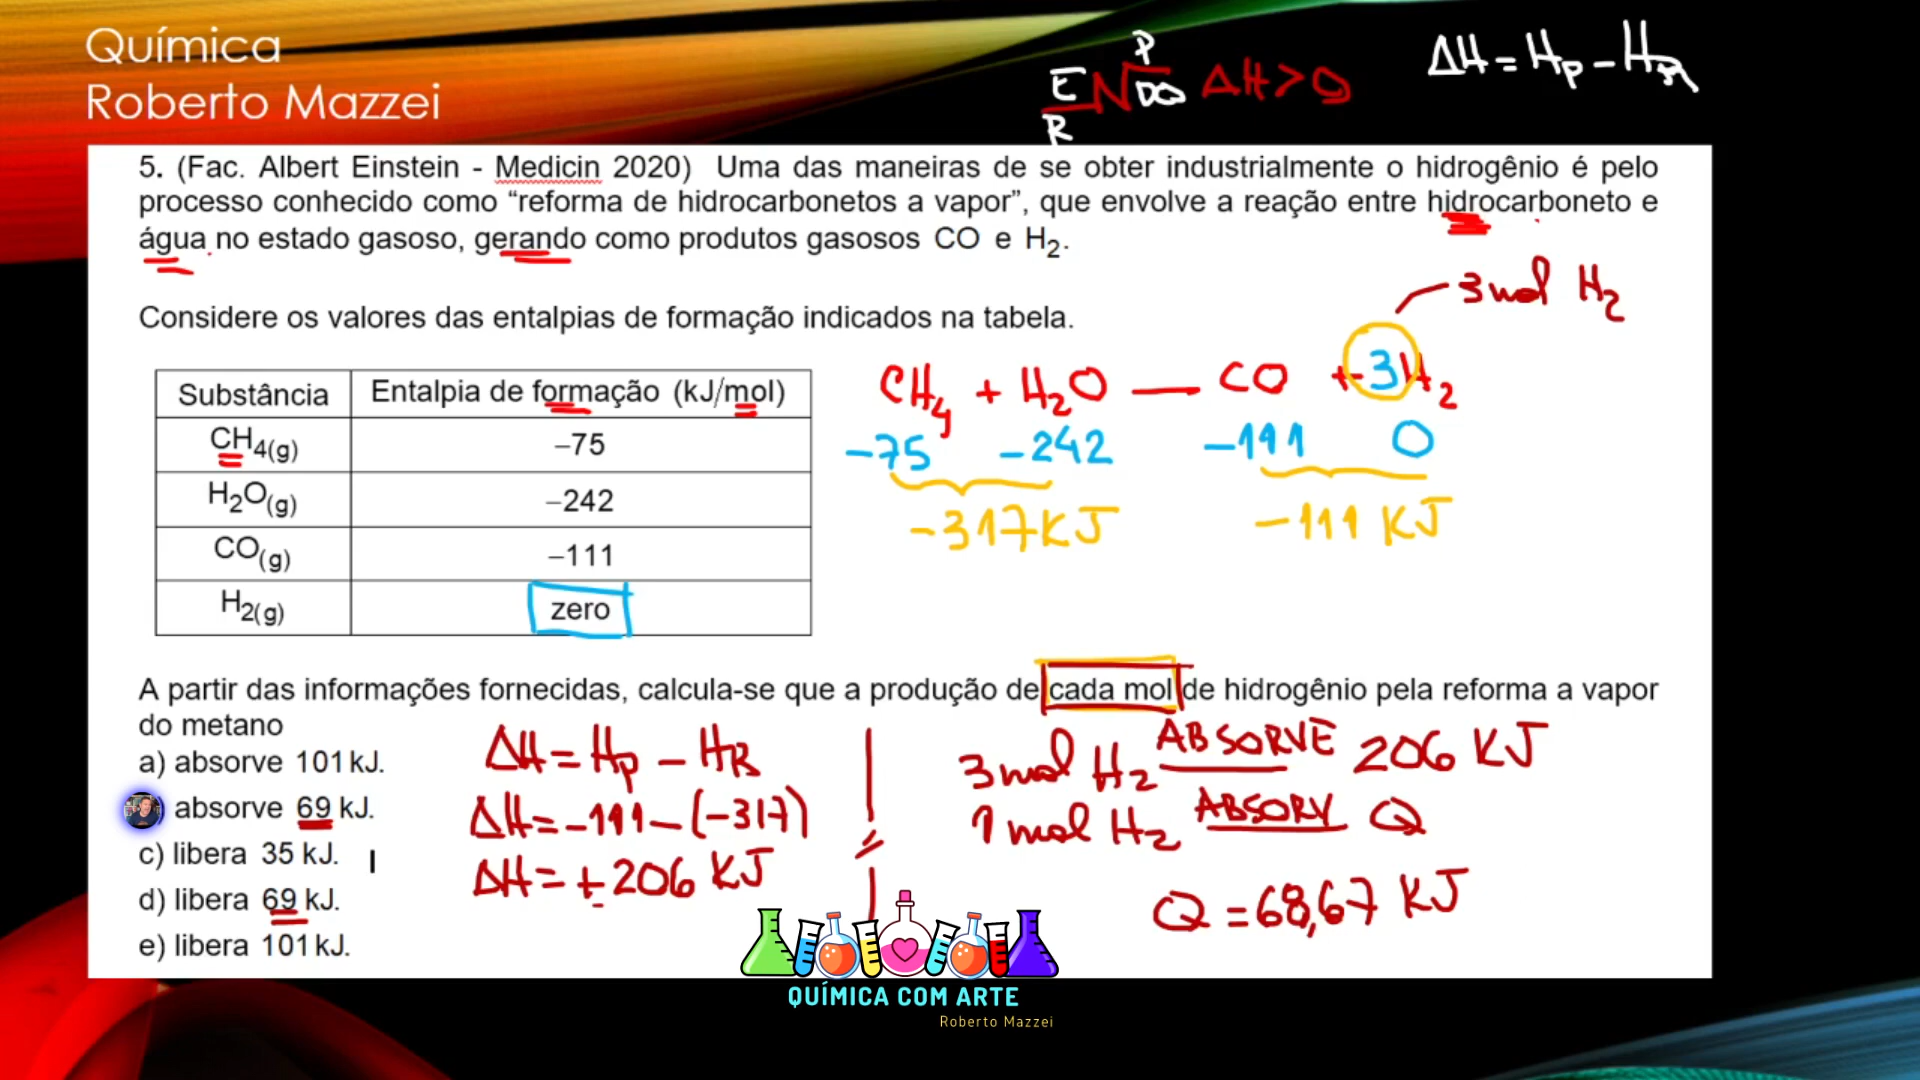 Química
Roberto Mazzei
P
E N DO ΔH > 0
R
ΔH = Hp - HR
5. (Fac. Albert Einstein - Medicin 2020) Uma das maneiras de se obter industrialmente o hidrogênio é pelo
processo conhecido como “reforma de hidrocarbonetos a vapor”, que envolve a reação entre hidrocarboneto e
água no estado gasoso, gerando como produtos gasosos CO e H₂.
3 mol H₂
Considere os valores das entalpias de formação indicados na tabela.
Substância Entalpia de formação (kJ/mol)
CH₄(g) –75
H₂O(g) –242
CO(g) –111
H₂(g) zero
CH₄ + H₂O — CO + 3H₂
-75 -242 -111 0
-317 KJ -111 KJ
A partir das informações fornecidas, calcula-se que a produção de cada mol de hidrogênio pela reforma a vapor
do metano
a) absorve 101 kJ.
absorve 69 kJ.
c) libera 35 kJ.
d) libera 69 kJ.
e) libera 101 kJ.
ΔH = Hp - HR
ΔH = -111 - (-317)
ΔH = + 206 KJ
3 mol H₂ ABSORVE 206 KJ
1 mol H₂ ABSORV Q
Q = 68,67 KJ
QUÍMICA COM ARTE
Roberto Mazzei